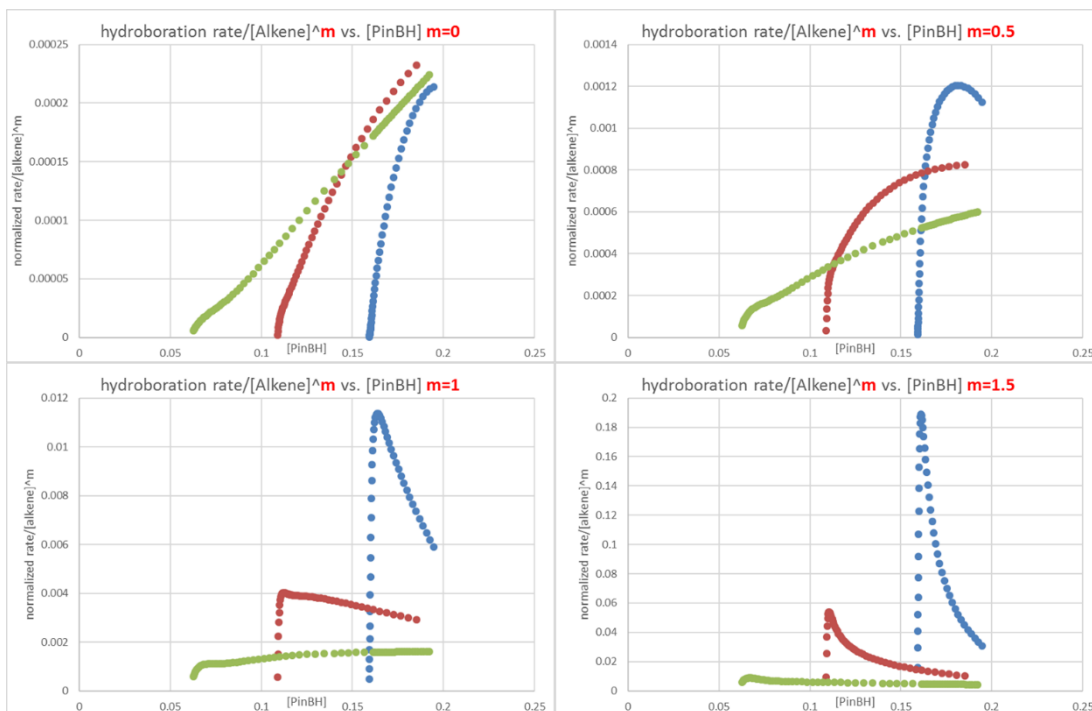 hydroboration rate/[Alkene]^m vs. [PinBH] m=0
normalized rate/[alkene]^m
0.00025
0.0002
0.00015
0.0001
0.00005
0
0 0.05 0.1 0.15 0.2 0.25
[PinBH]
hydroboration rate/[Alkene]^m vs. [PinBH] m=0.5
normalized rate/[alkene]^m
0.0014
0.0012
0.001
0.0008
0.0006
0.0004
0.0002
0
0 0.05 0.1 0.15 0.2 0.25
[PinBH]
hydroboration rate/[Alkene]^m vs. [PinBH] m=1
normalized rate/[alkene]^m
0.012
0.01
0.008
0.006
0.004
0.002
0
0 0.05 0.1 0.15 0.2 0.25
[PinBH]
hydroboration rate/[Alkene]^m vs. [PinBH] m=1.5
normalized rate/[alkene]^m
0.2
0.18
0.16
0.14
0.12
0.1
0.08
0.06
0.04
0.02
0
0 0.05 0.1 0.15 0.2 0.25
[PinBH]